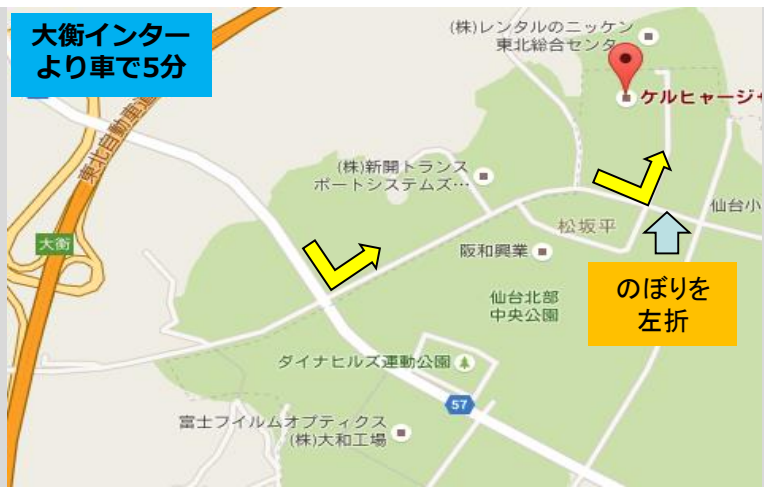 大衡インター
より車で5分
(株)レンタルのニッケン
東北総合センタ
ケルヒャージャ
東北自動車道
(株)新開トランス
ポートシステムズ…
仙台小
松坂平
大衡
阪和興業
のぼりを
左折
仙台北部
中央公園
ダイナヒルズ運動公園
57
富士フイルムオプティクス
(株)大和工場